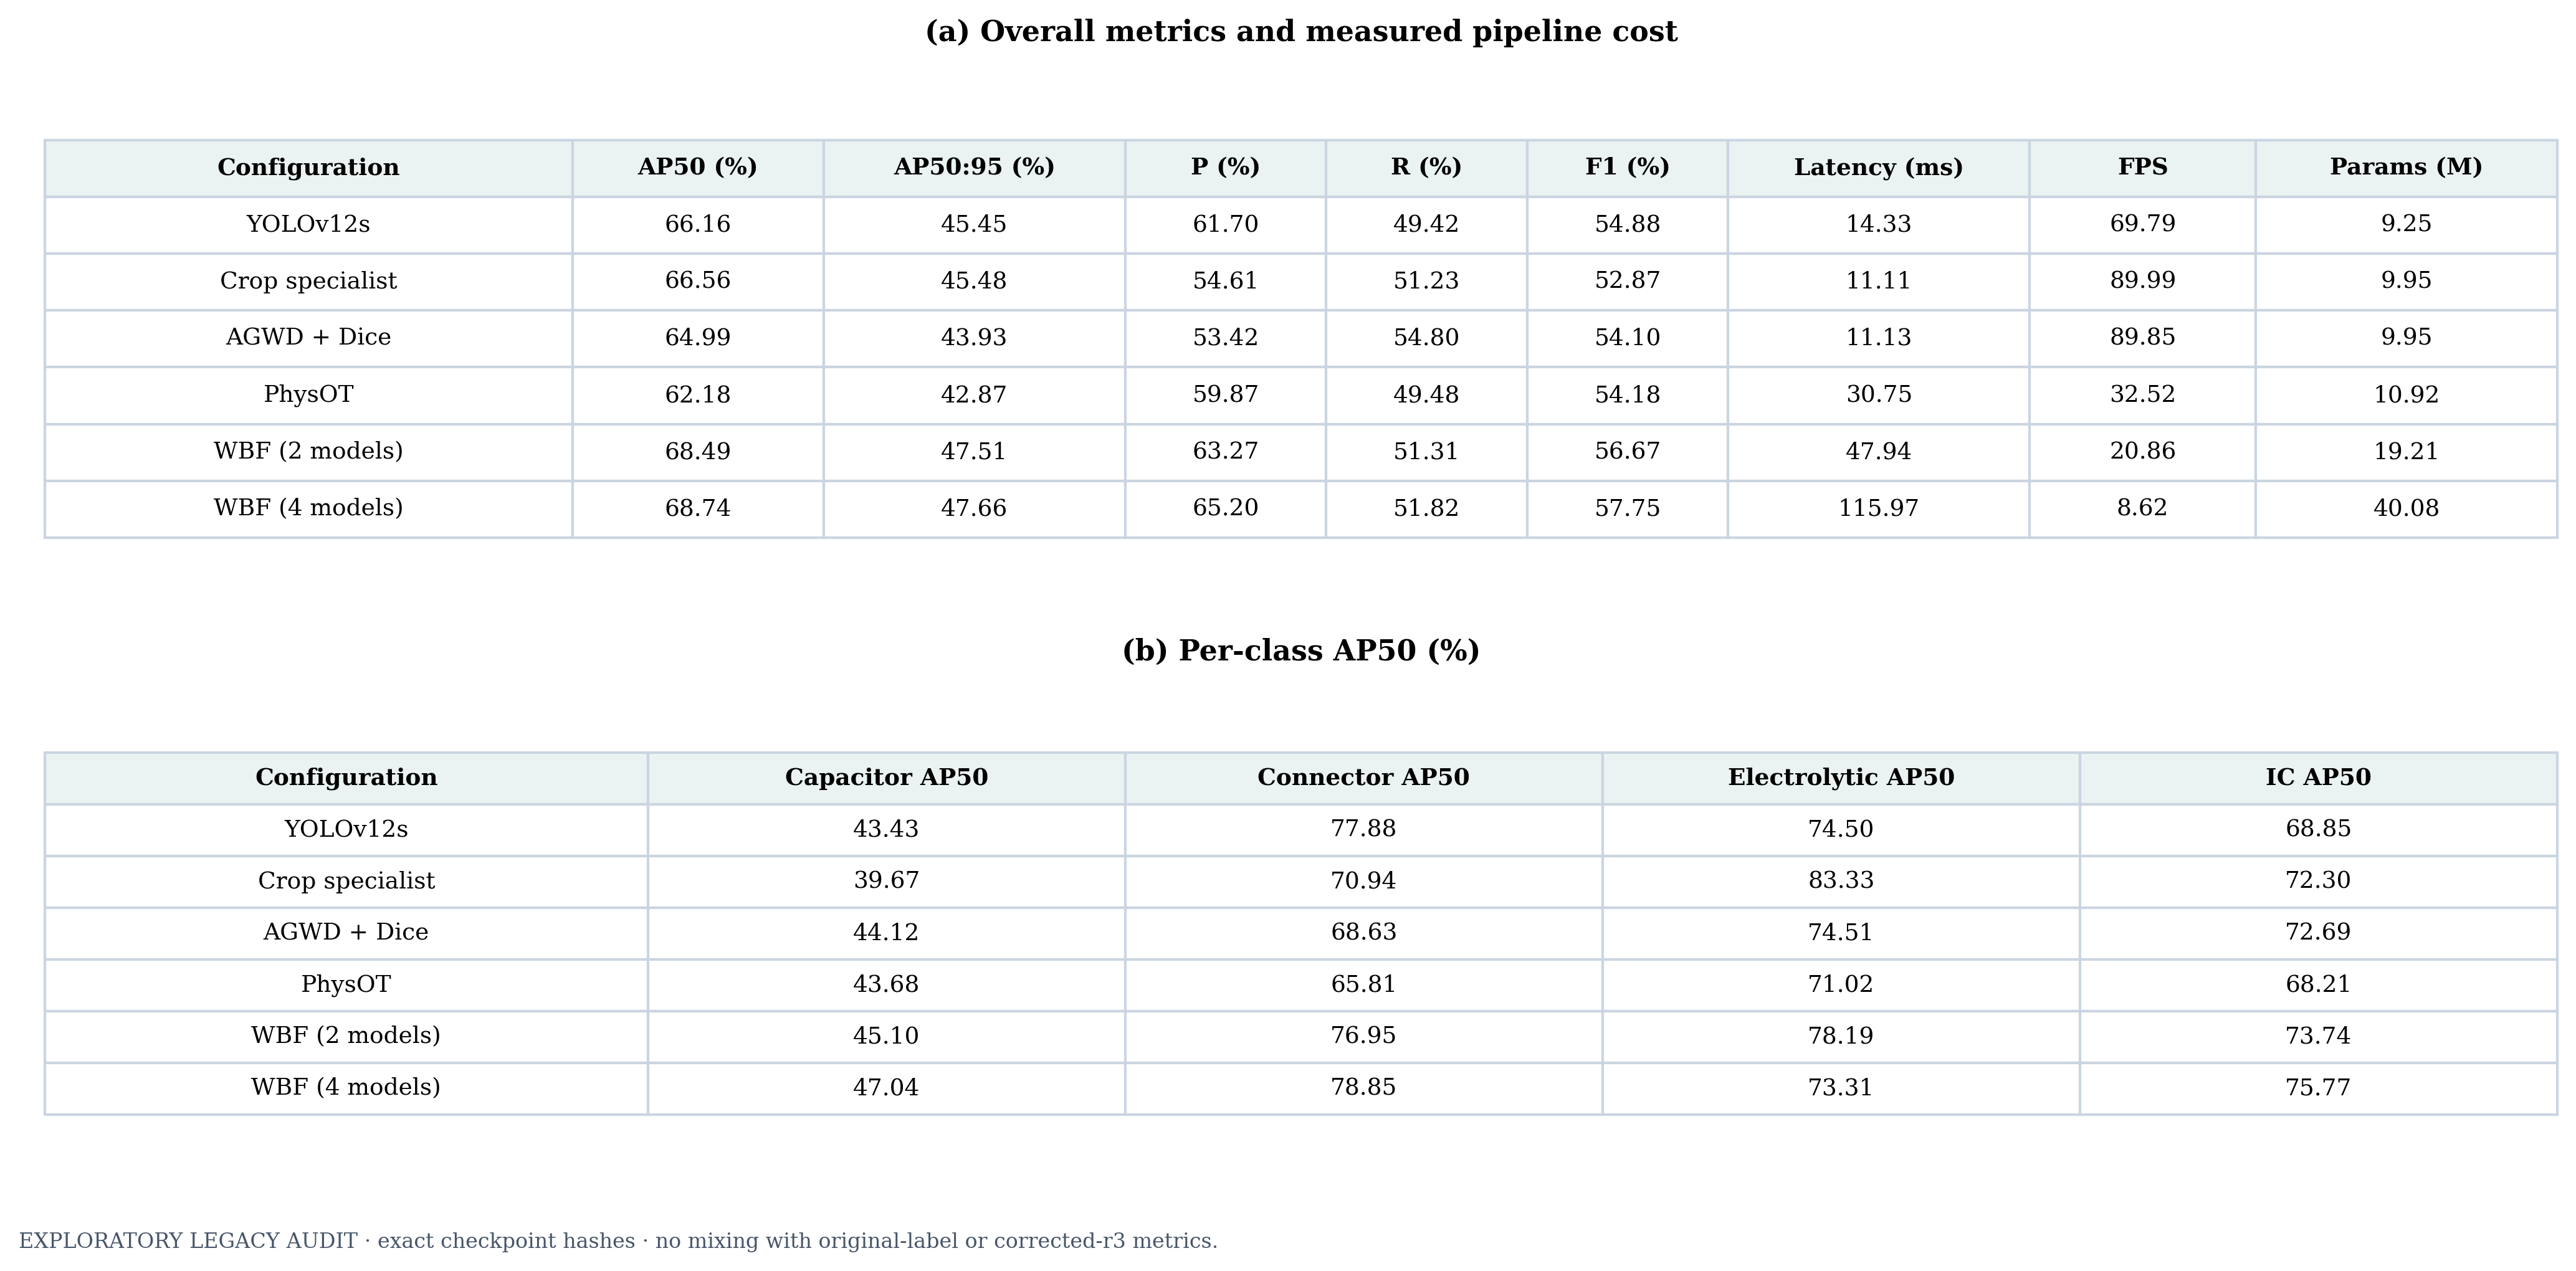 (a) Overall metrics and measured pipeline cost
Configuration AP50 (%) AP50:95 (%) P (%) R (%) F1 (%) Latency (ms) FPS Params (M)
YOLOv12s 66.16 45.45 61.70 49.42 54.88 14.33 69.79 9.25
Crop specialist 66.56 45.48 54.61 51.23 52.87 11.11 89.99 9.95
AGWD + Dice 64.99 43.93 53.42 54.80 54.10 11.13 89.85 9.95
PhysOT 62.18 42.87 59.87 49.48 54.18 30.75 32.52 10.92
WBF (2 models) 68.49 47.51 63.27 51.31 56.67 47.94 20.86 19.21
WBF (4 models) 68.74 47.66 65.20 51.82 57.75 115.97 8.62 40.08
(b) Per-class AP50 (%)
Configuration Capacitor AP50 Connector AP50 Electrolytic AP50 IC AP50
YOLOv12s 43.43 77.88 74.50 68.85
Crop specialist 39.67 70.94 83.33 72.30
AGWD + Dice 44.12 68.63 74.51 72.69
PhysOT 43.68 65.81 71.02 68.21
WBF (2 models) 45.10 76.95 78.19 73.74
WBF (4 models) 47.04 78.85 73.31 75.77
EXPLORATORY LEGACY AUDIT · exact checkpoint hashes · no mixing with original-label or corrected-r3 metrics.